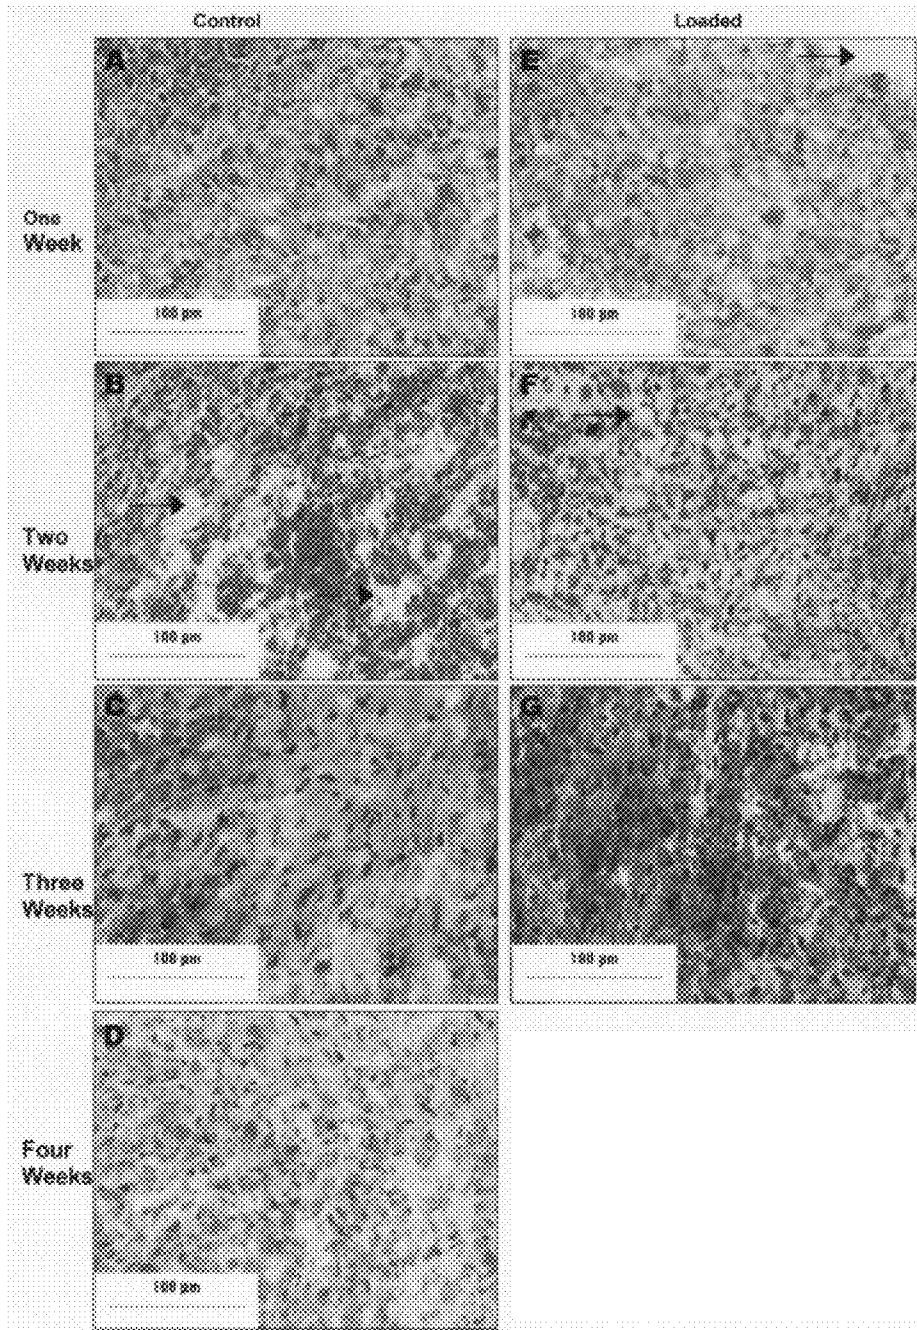 Control
Loaded
A
E
One
Week
100 µm
100 µm
B
F
Two
Weeks
100 µm
100 µm
C
G
Three
Weeks
100 µm
100 µm
D
Four
Weeks
100 µm